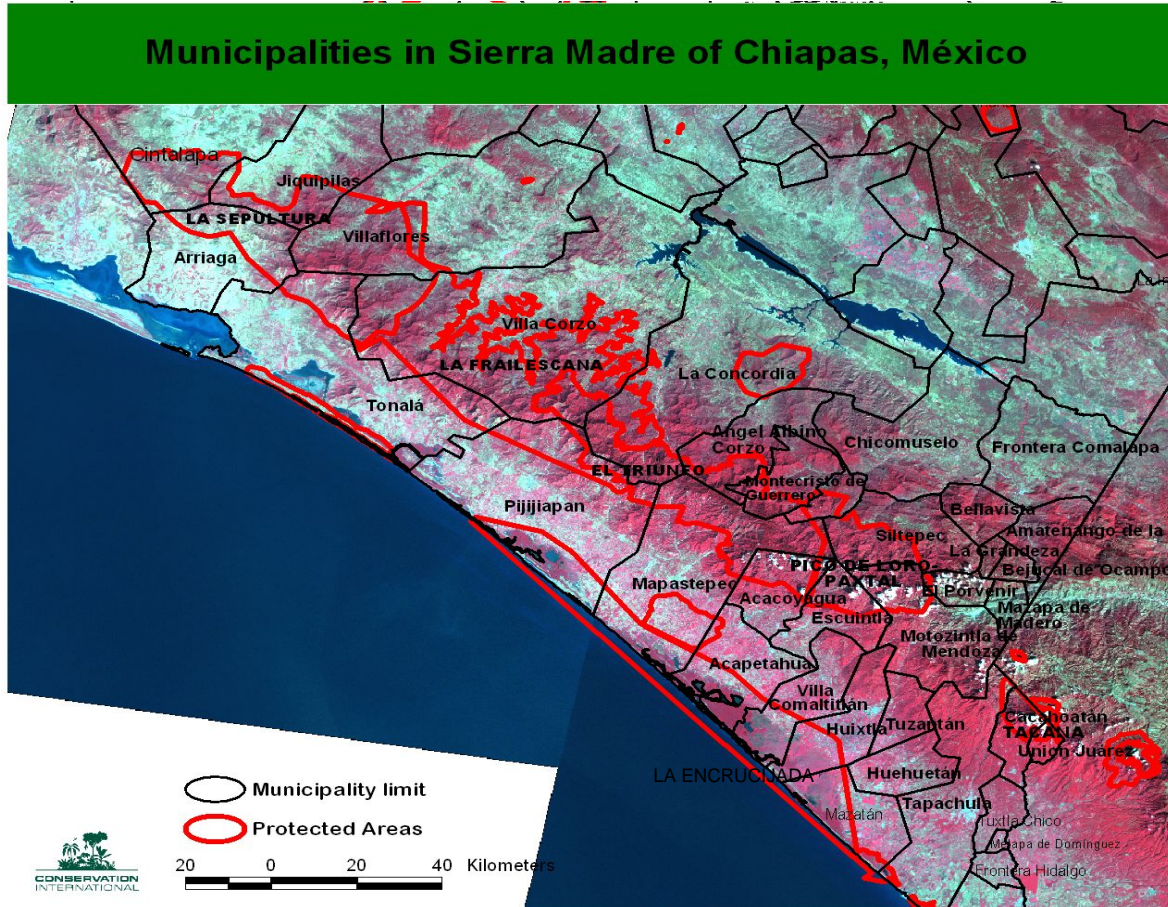 Municipalities in Sierra Madre of Chiapas, México
Cintalapa
Jiquipilas
LA SEPULTURA
Villaflores
Arriaga
Villa Corzo
LA FRAILESCANA
La Concordia
Tonalá
Angel Albino
Corzo
Chicomuselo
Frontera Comalapa
EL TRIUNFO
Montecristo de
Guerrero
Pijijiapan
Bellavista
Siltepec
Amatenango de la
La Grandeza
PICO DE LORO-
PAXTAL
Bejucal de Ocampo
Mapastepec
Acacoyagua
El Porvenir
Escuintla
Mazapa de
Madero
Motozintla de
Mendoza
Acapetahua
Villa
Comaltitlán
Cacahoatán
TACANA
Huixtla
Tuzantán
Union Juárez
LA ENCRUCIJADA
Huehuetán
Mazatán
Tapachula
Tuxtla Chico
Metapa de Domínguez
Frontera Hidalgo
Municipality limit
Protected Areas
20 0 20 40 Kilometers
CONSERVATION
INTERNATIONAL